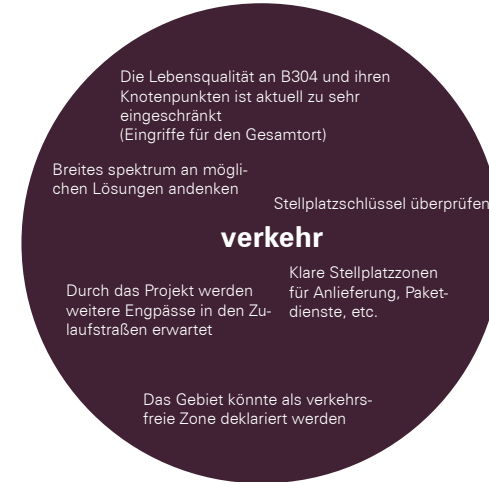 Die Lebensqualität an B304 und ihren
Knotenpunkten ist aktuell zu sehr
eingeschränkt
(Eingriffe für den Gesamtort)
Breites spektrum an mögli-
chen Lösungen andenken
Stellplatzschlüssel überprüfen
verkehr
Durch das Projekt werden
weitere Engpässe in den Zu-
laufstraßen erwartet
Klare Stellplatzzonen
für Anlieferung, Paket-
dienste, etc.
Das Gebiet könnte als verkehrs-
freie Zone deklariert werden